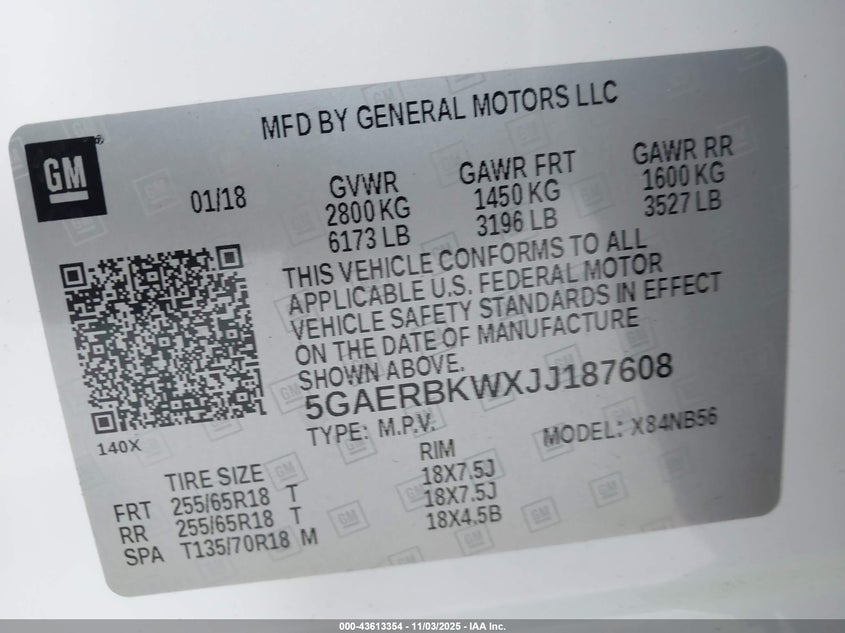 MFD BY GENERAL MOTORS LLC
GM
01/18
GVWR
2800 KG
6173 LB
GAWR FRT
1450 KG
3196 LB
GAWR RR
1600 KG
3527 LB
THIS VEHICLE CONFORMS TO ALL
APPLICABLE U.S. FEDERAL MOTOR
VEHICLE SAFETY STANDARDS IN EFFECT
ON THE DATE OF MANUFACTURE
SHOWN ABOVE.
5GAERBKWXJJ187608
140X
TYPE: M.P.V. MODEL: X84NB56
TIRE SIZE RIM
FRT 255/65R18 T 18X7.5J
RR 255/65R18 T 18X7.5J
SPA T135/70R18 M 18X4.5B
000-43613354 - 11/03/2025 - IAA Inc.